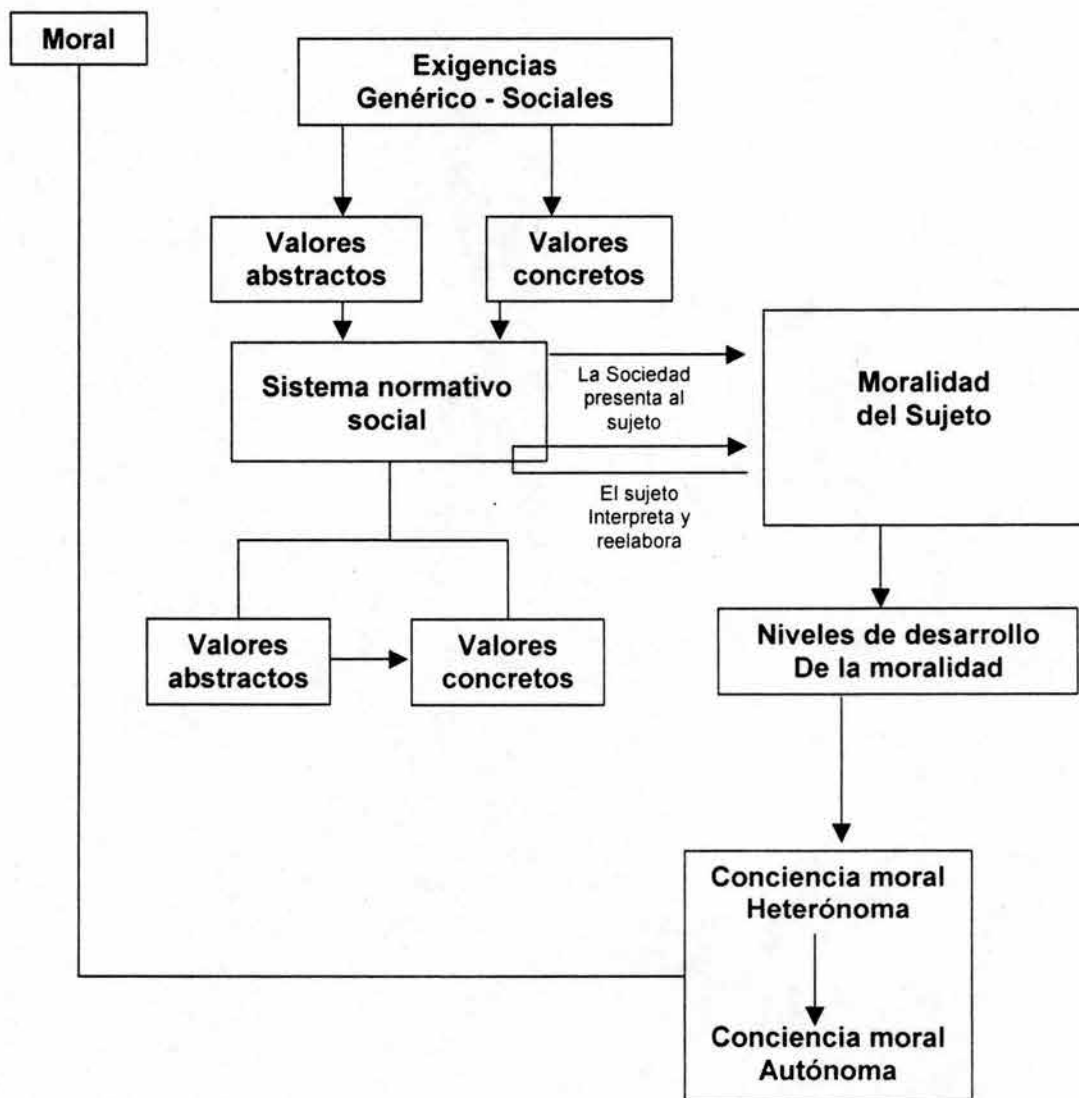 Moral
Exigencias
Genérico - Sociales
Valores
abstractos
Valores
concretos
Sistema normativo
social
La Sociedad
presenta al
sujeto
Moralidad
del Sujeto
El sujeto
Interpreta y
reelabora
Valores
abstractos
Valores
concretos
Niveles de desarrollo
De la moralidad
Conciencia moral
Heterónoma
Conciencia moral
Autónoma